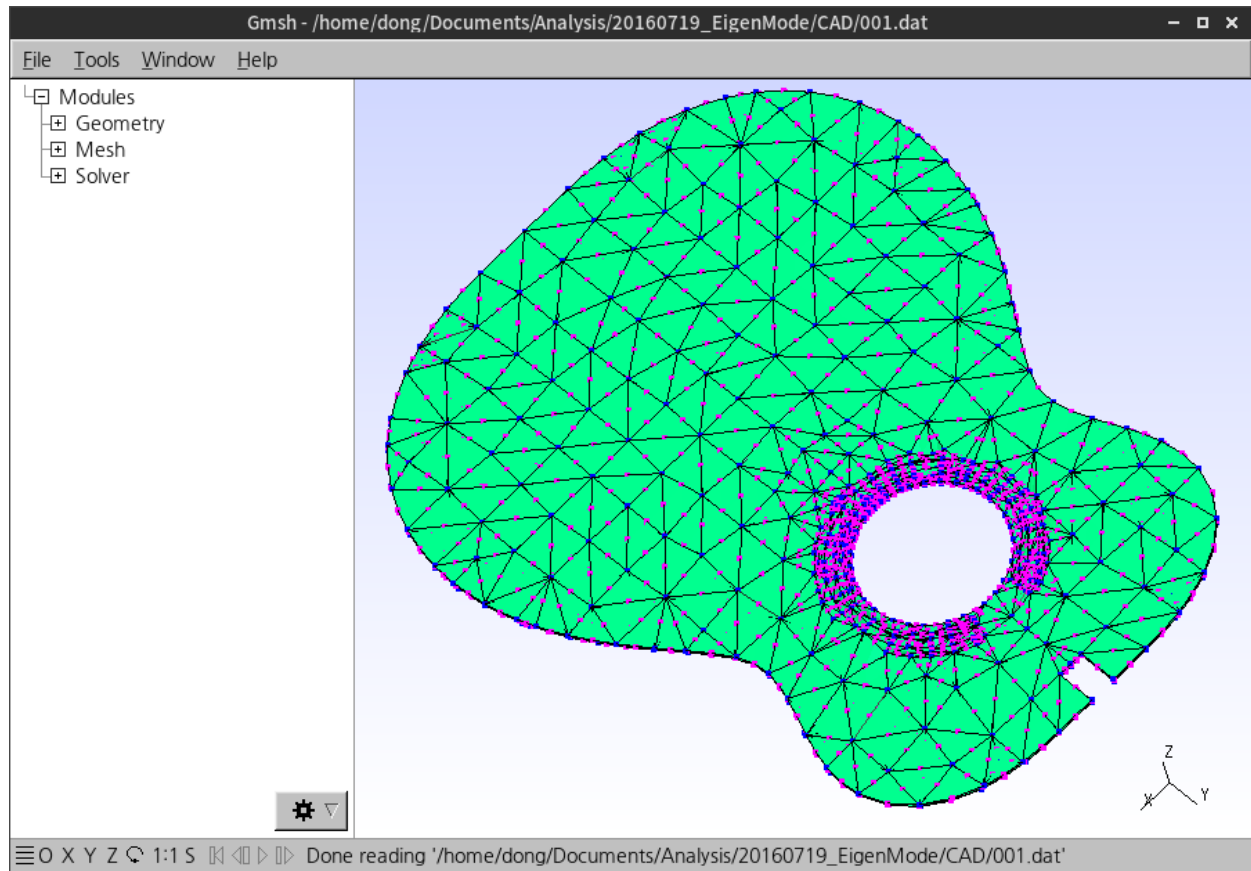 Gmsh - /home/dong/Documents/Analysis/20160719_EigenMode/CAD/001.dat
File Tools Window Help
Modules
Geometry
Mesh
Solver
Z
X Y
O X Y Z 1:1 S Done reading '/home/dong/Documents/Analysis/20160719_EigenMode/CAD/001.dat'